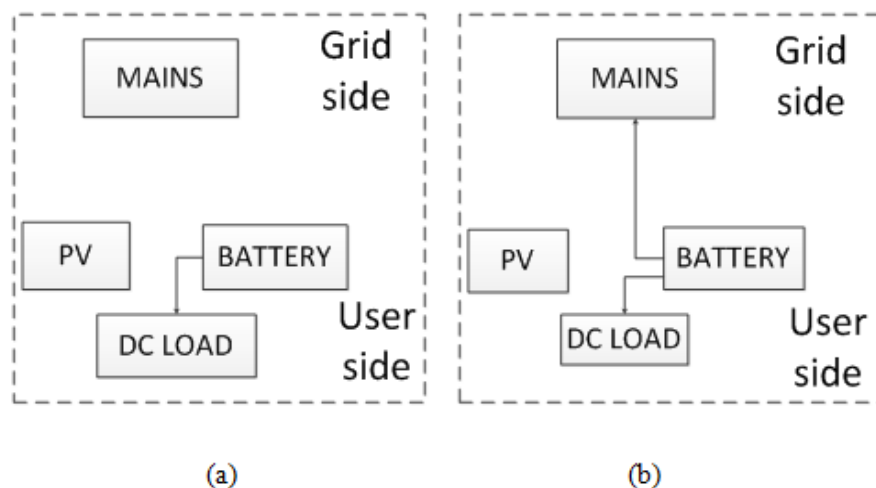 MAINS
Grid
side
PV
BATTERY
DC LOAD
User
side
(a)
MAINS
Grid
side
PV
BATTERY
DC LOAD
User
side
(b)